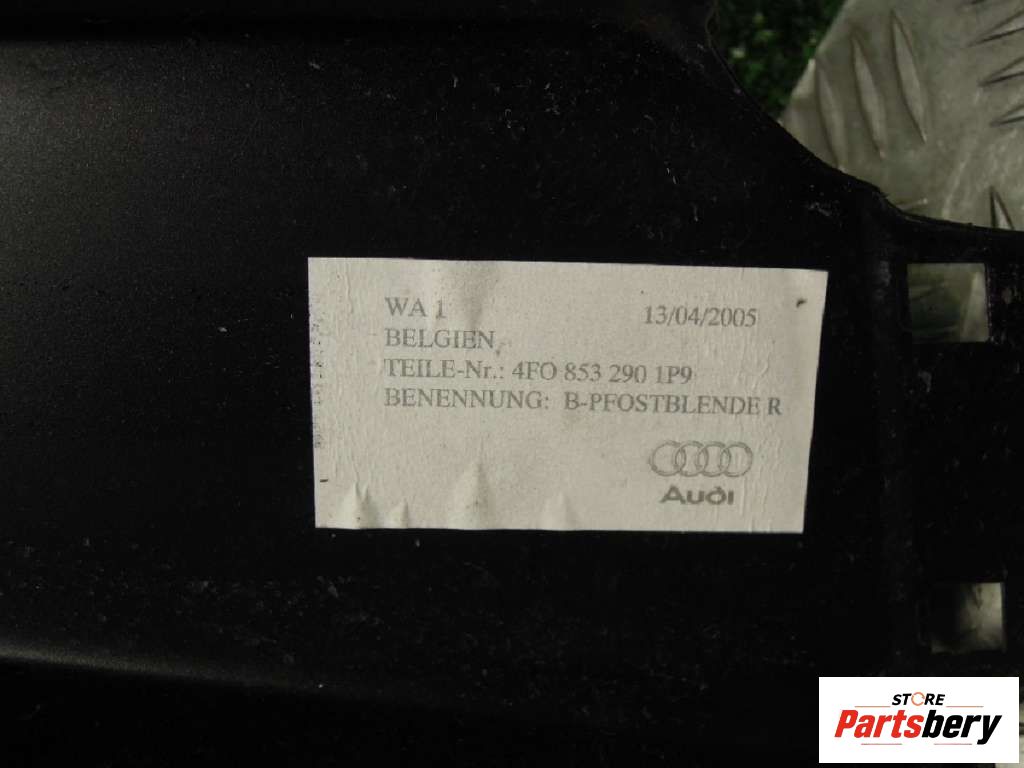 WA 1 13/04/2005
BELGIEN,
TEILE-Nr.: 4FO 853 290 1P9
BENENNUNG: B-PFOSTBLENDE R
Audi
STORE
Partsbery